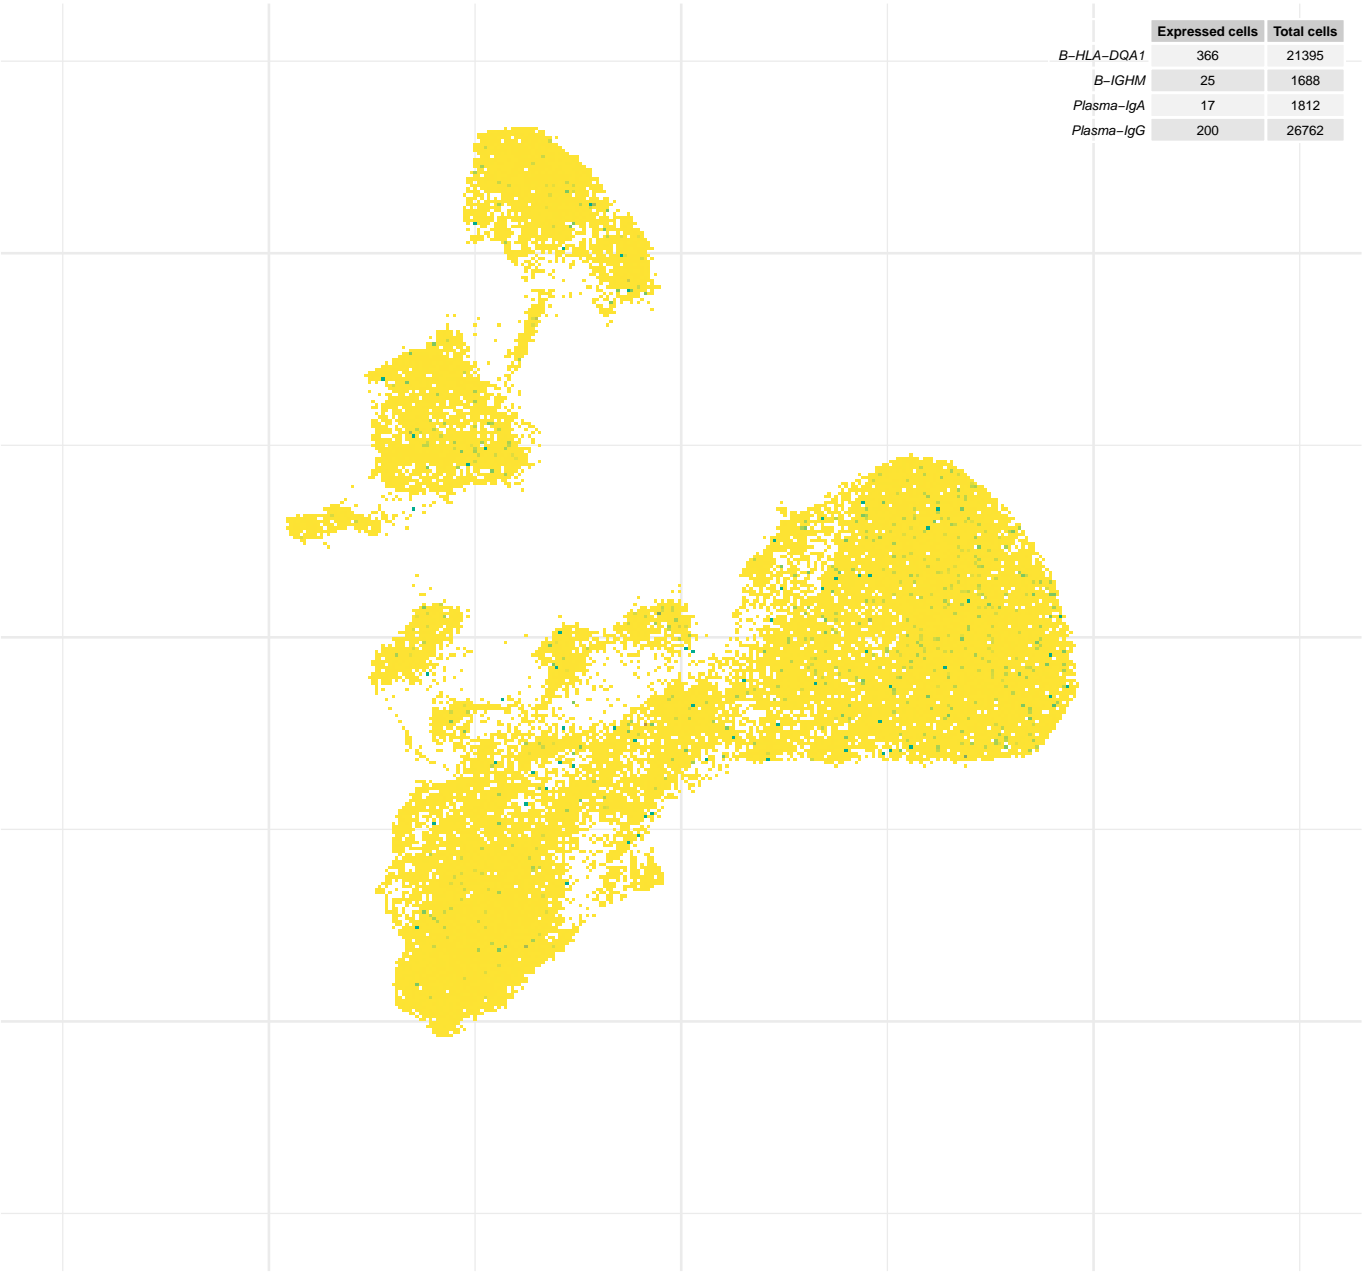 Expressed cells Total cells
B−HLA−DQA1 366 21395
B−IGHM 25 1688
Plasma−IgA 17 1812
Plasma−IgG 200 26762